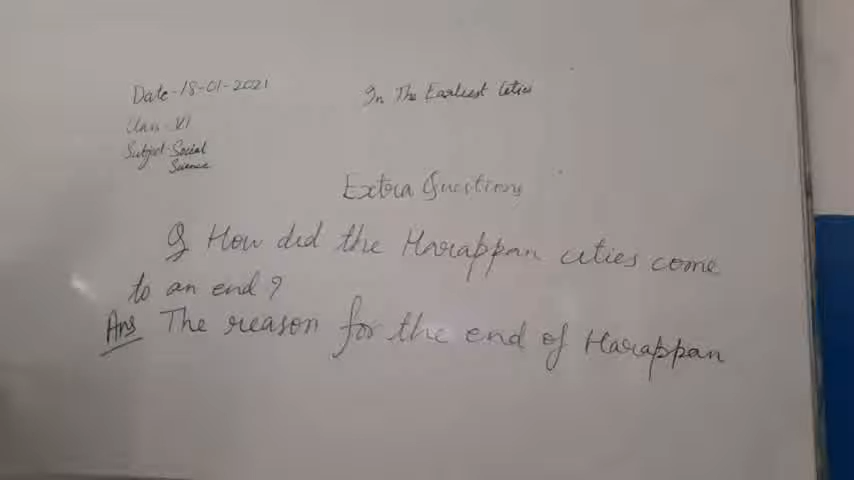 Date-18-01-2021
In The Earliest Cities
Class-VI
Subject-Social
Science
Extra Questions
Q How did the Harappan cities come
to an end?
Ans The reason for the end of Harappan